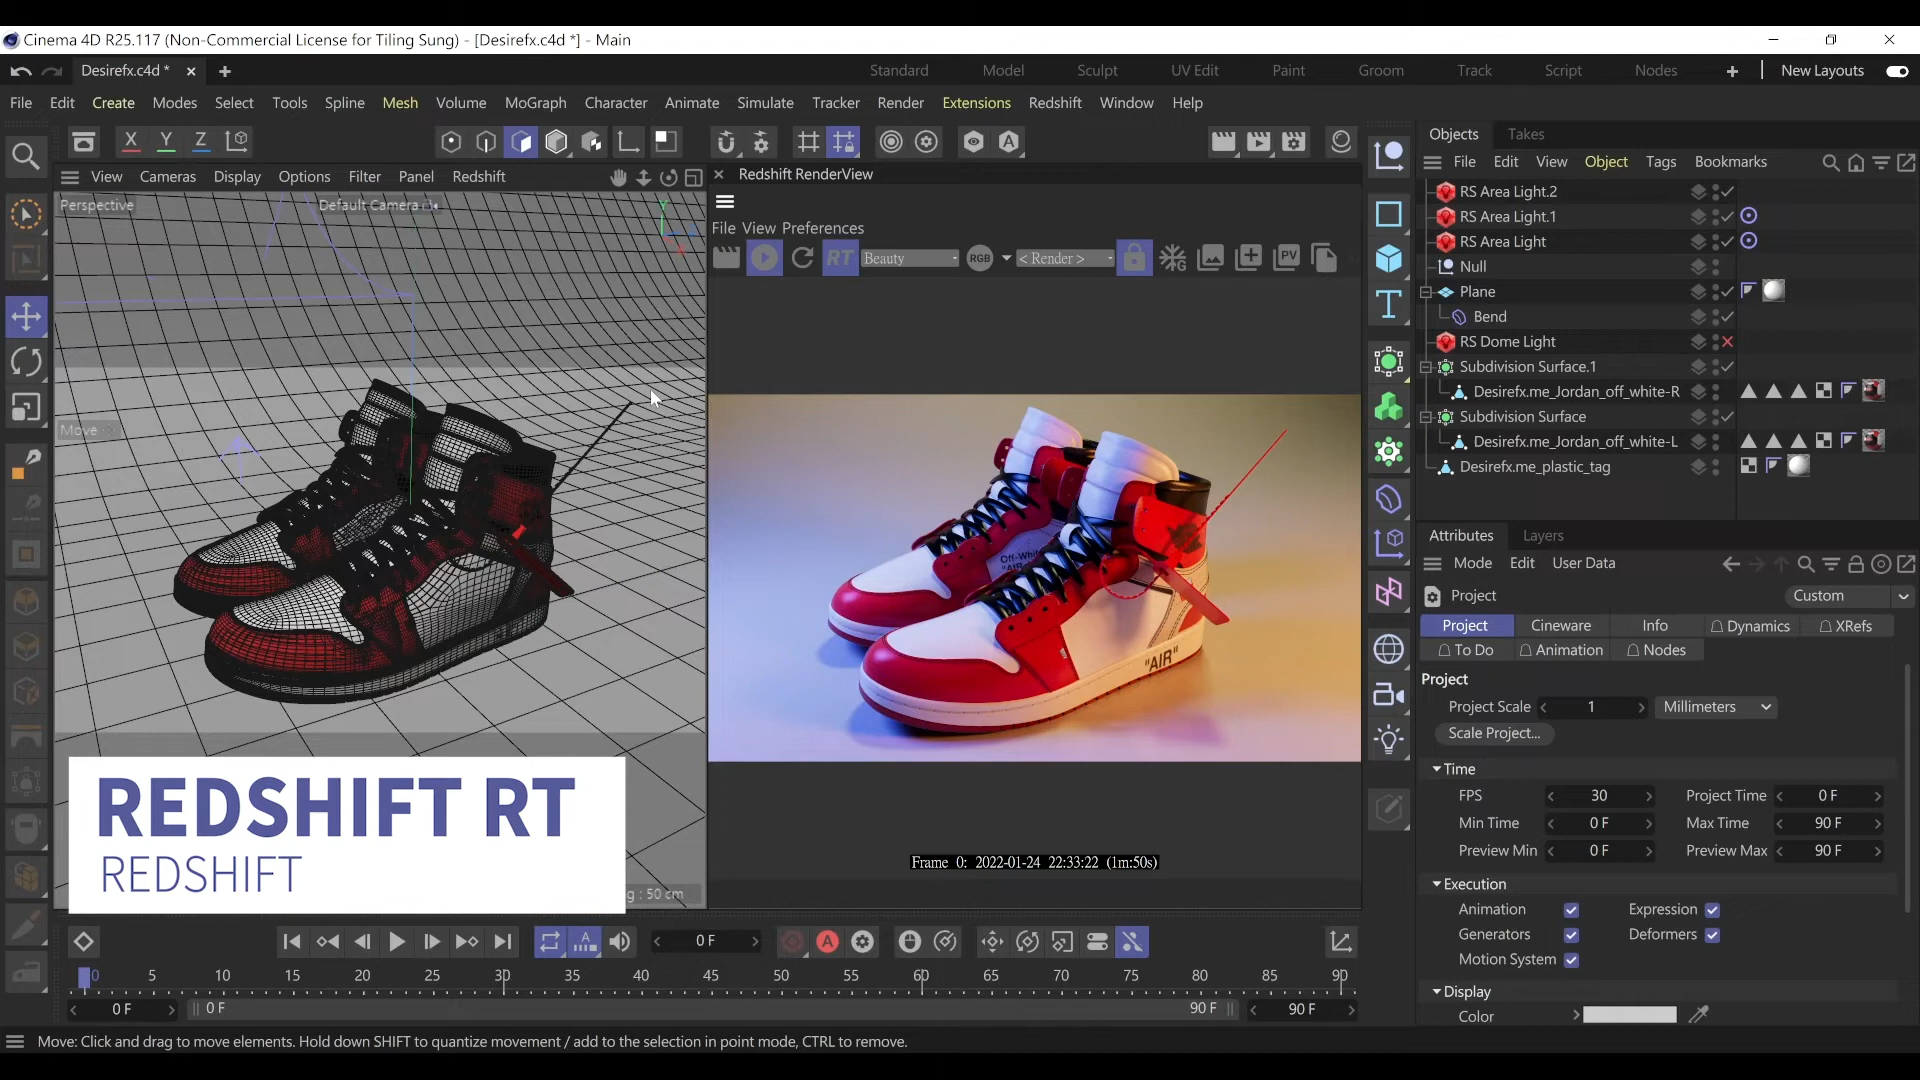 Cinema 4D R25.117 (Non-Commercial License for Tiling Sung) - [Desirefx.c4d *] - Main
Desirefx.c4d *
Standard Model Sculpt UV Edit Paint Groom Track Script Nodes New Layouts
File Edit Create Modes Select Tools Spline Mesh Volume MoGraph Character Animate Simulate Tracker Render Extensions Redshift Window Help
X Y Z
View Cameras Display Options Filter Panel Redshift
Perspective Default Camera
Move
Redshift RenderView
File View Preferences
RT Beauty RGB < Render > PV
Off-White
"AIR"
"AIR"
Frame 0: 2022-01-24 22:33:22 (1m:50s)
REDSHIFT RT
REDSHIFT
g : 50 cm
Objects Takes
File Edit View Object Tags Bookmarks
RS Area Light.2
RS Area Light.1
RS Area Light
Null
Plane
Bend
RS Dome Light
Subdivision Surface.1
Desirefx.me_Jordan_off_white-R
Subdivision Surface
Desirefx.me_Jordan_off_white-L
Desirefx.me_plastic_tag
Attributes Layers
Mode Edit User Data
Project Custom
Project Cineware Info Dynamics XRefs
To Do Animation Nodes
Project
Project Scale 1 Millimeters
Scale Project...
Time
FPS 30 Project Time 0 F
Min Time 0 F Max Time 90 F
Preview Min 0 F Preview Max 90 F
Execution
Animation Expression
Generators Deformers
Motion System
Display
Color
0 F
0 5 10 15 20 25 30 35 40 45 50 55 60 65 70 75 80 85 90
0 F 0 F 90 F 90 F
Move: Click and drag to move elements. Hold down SHIFT to quantize movement / add to the selection in point mode, CTRL to remove.